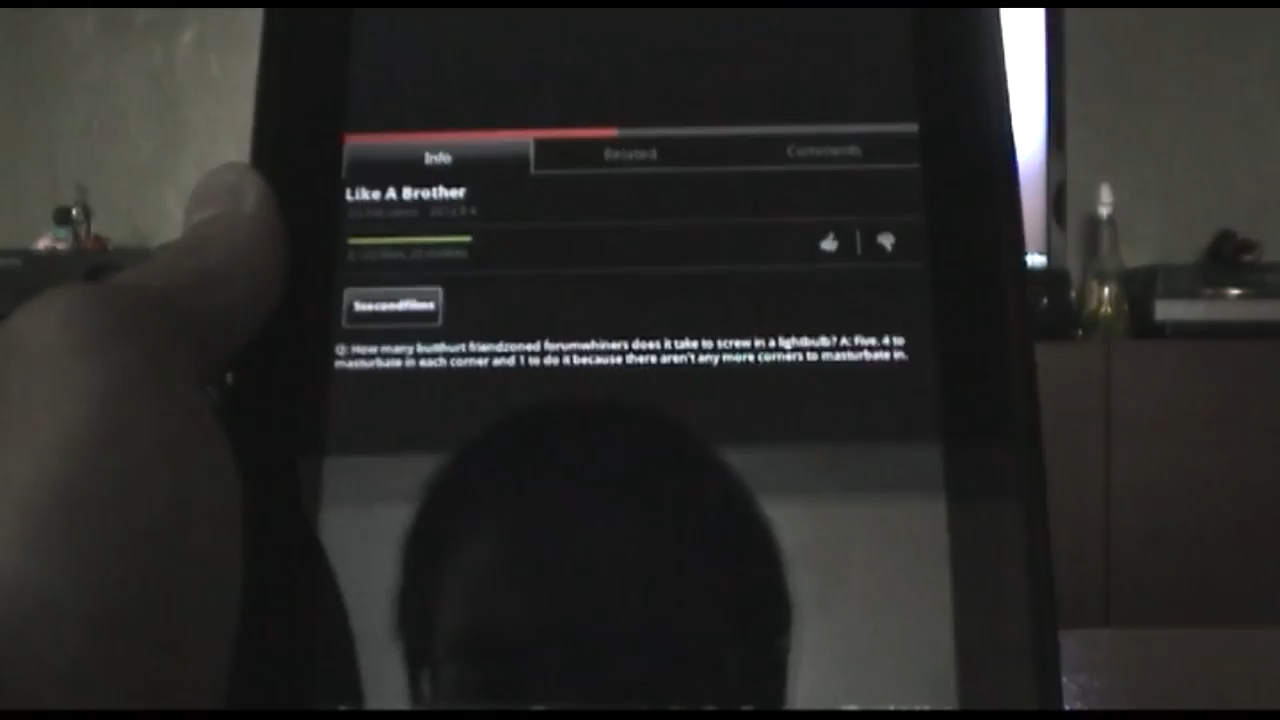 Info
Related
Comments
Like A Brother
5secondfilms
Q: How many butthurt friendzoned forumwhiners does it take to screw in a lightbulb? A: Five. 4 to
masturbate in each corner and 1 to do it because there aren't any more corners to masturbate in.